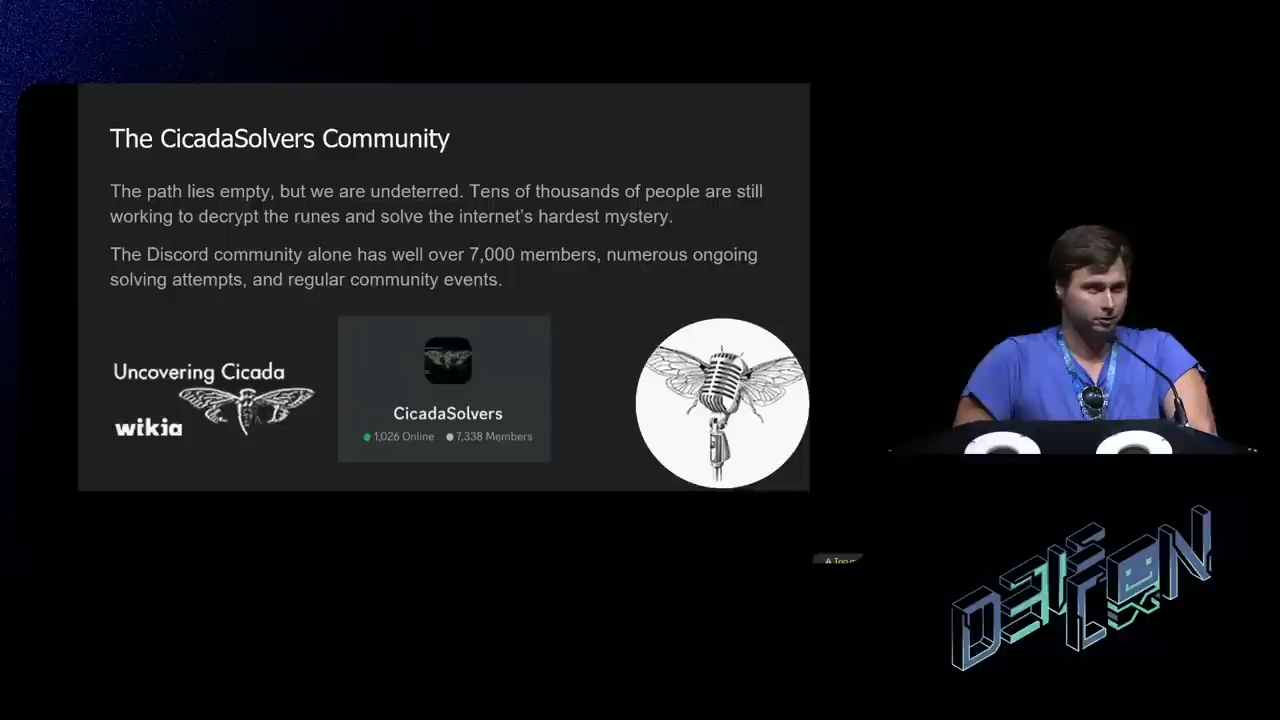 The CicadaSolvers Community
The path lies empty, but we are undeterred. Tens of thousands of people are still
working to decrypt the runes and solve the internet's hardest mystery.
The Discord community alone has well over 7,000 members, numerous ongoing
solving attempts, and regular community events.
Uncovering Cicada
wikia
CicadaSolvers
1,026 Online 7,338 Members
DEF
CON